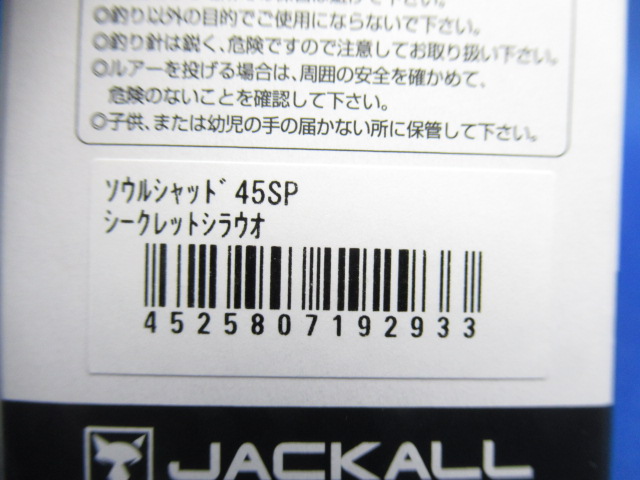 ◎釣り以外の目的でご使用にならないで下さい。
◎釣り針は鋭く、危険ですので注意してお取り扱い下さい。
◎ルアーを投げる場合は、周囲の安全を確かめて、
危険のないことを確認して下さい。
◎子供、または幼児の手の届かない所に保管して下さい。
ｿｳﾙｼｬｯﾄﾞ45SP
ｼｰｸﾚｯﾄｼﾗｳｵ
4525807192933
JACKALL